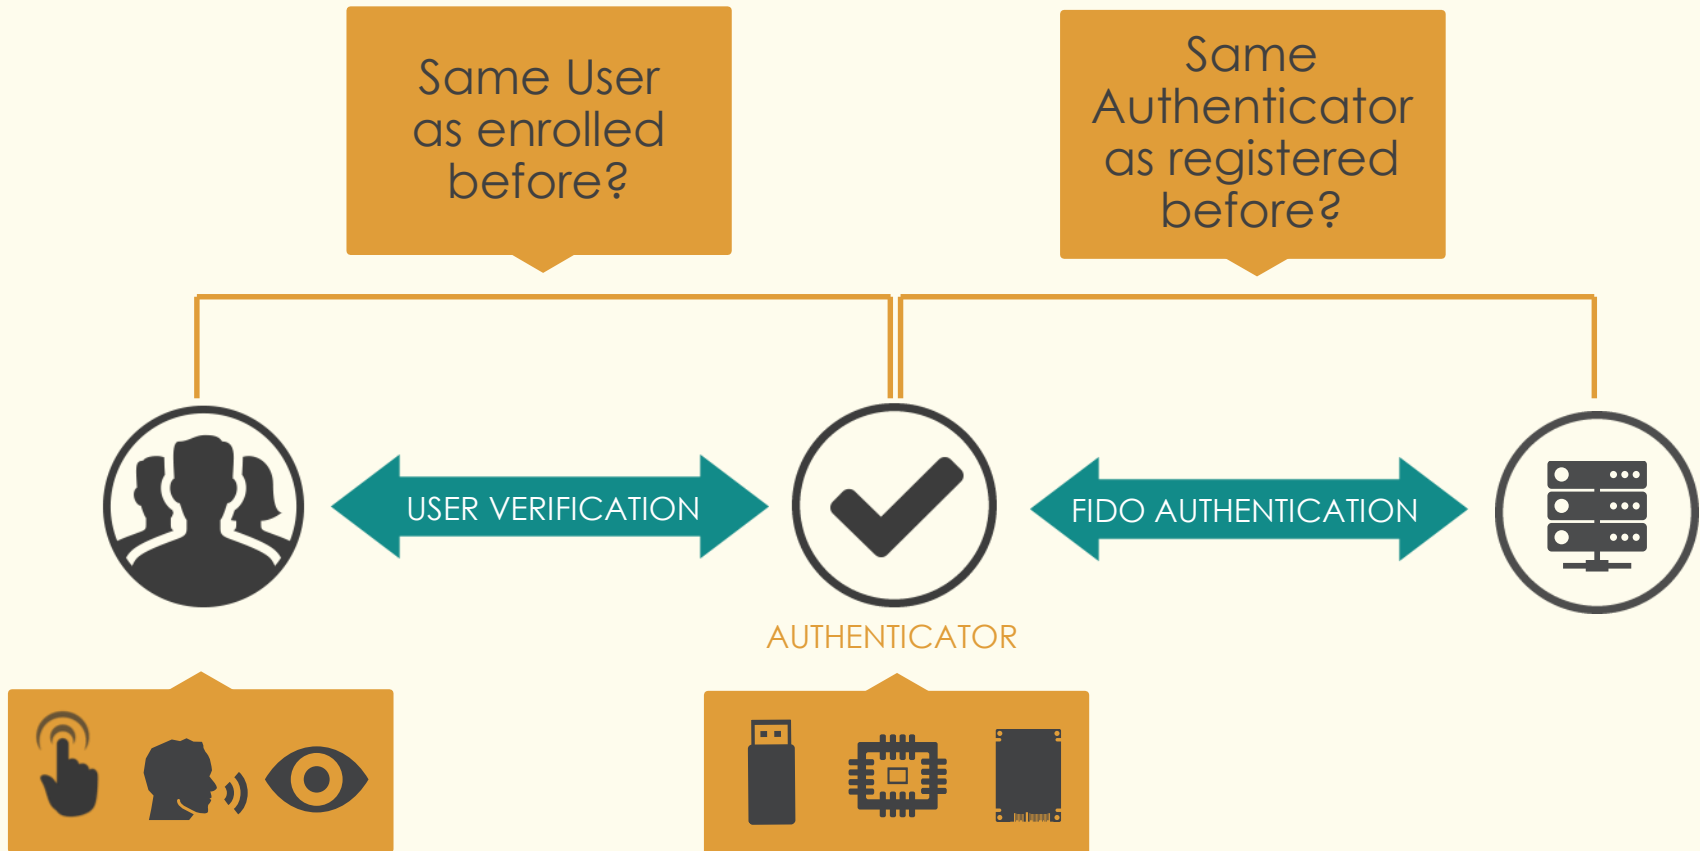 Same User
as enrolled
before?
Same
Authenticator
as registered
before?
USER VERIFICATION
FIDO AUTHENTICATION
AUTHENTICATOR